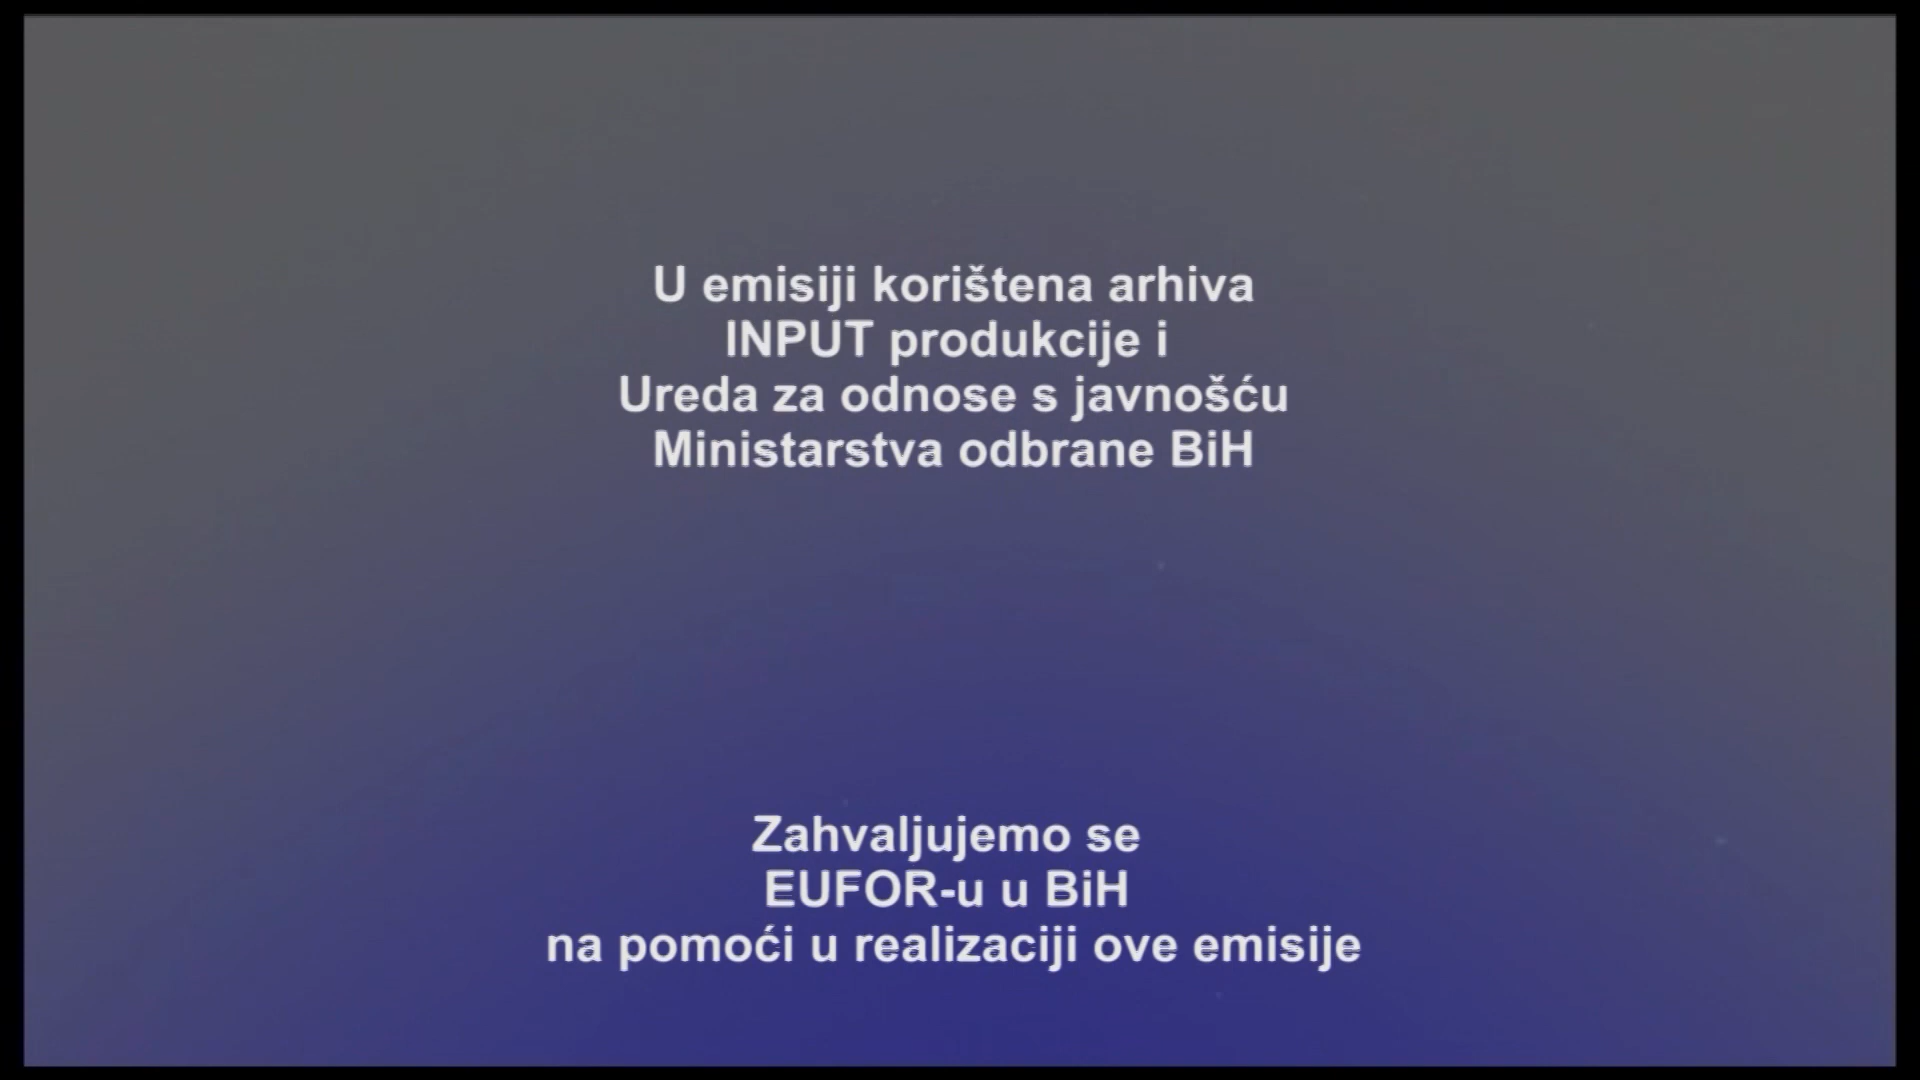 U emisiji korištena arhiva
INPUT produkcije i
Ureda za odnose s javnošću
Ministarstva odbrane BiH
Zahvaljujemo se
EUFOR-u u BiH
na pomoći u realizaciji ove emisije